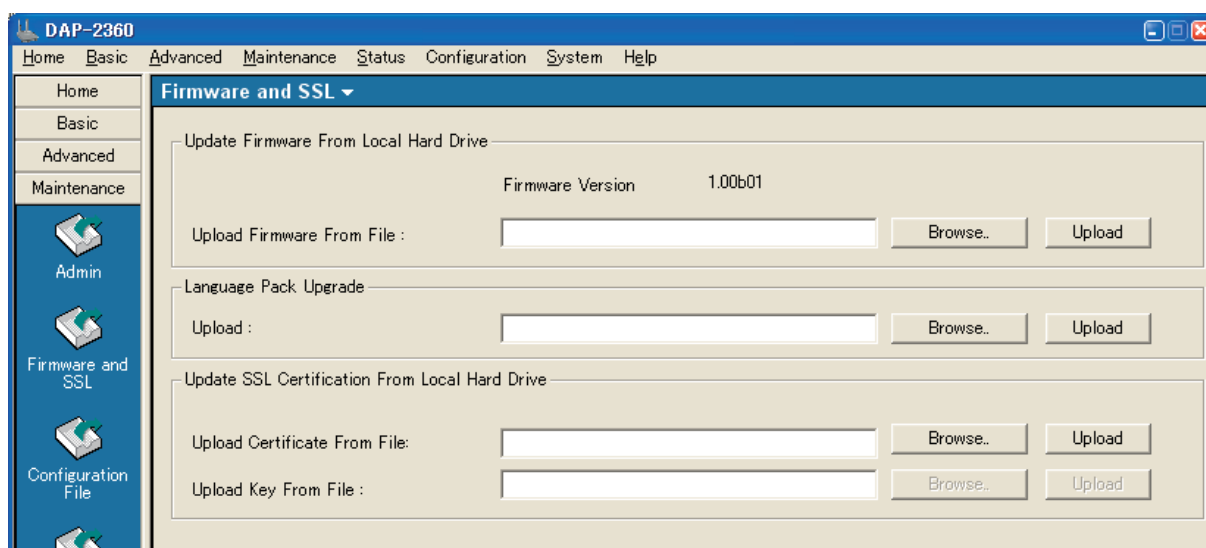 DAP-2360
Home Basic Advanced Maintenance Status Configuration System Help
Home
Basic
Advanced
Maintenance
Admin
Firmware and
SSL
Configuration
File
Firmware and SSL
Update Firmware From Local Hard Drive
Firmware Version 1.00b01
Upload Firmware From File : Browse.. Upload
Language Pack Upgrade
Upload : Browse.. Upload
Update SSL Certification From Local Hard Drive
Upload Certificate From File: Browse.. Upload
Upload Key From File : Browse.. Upload